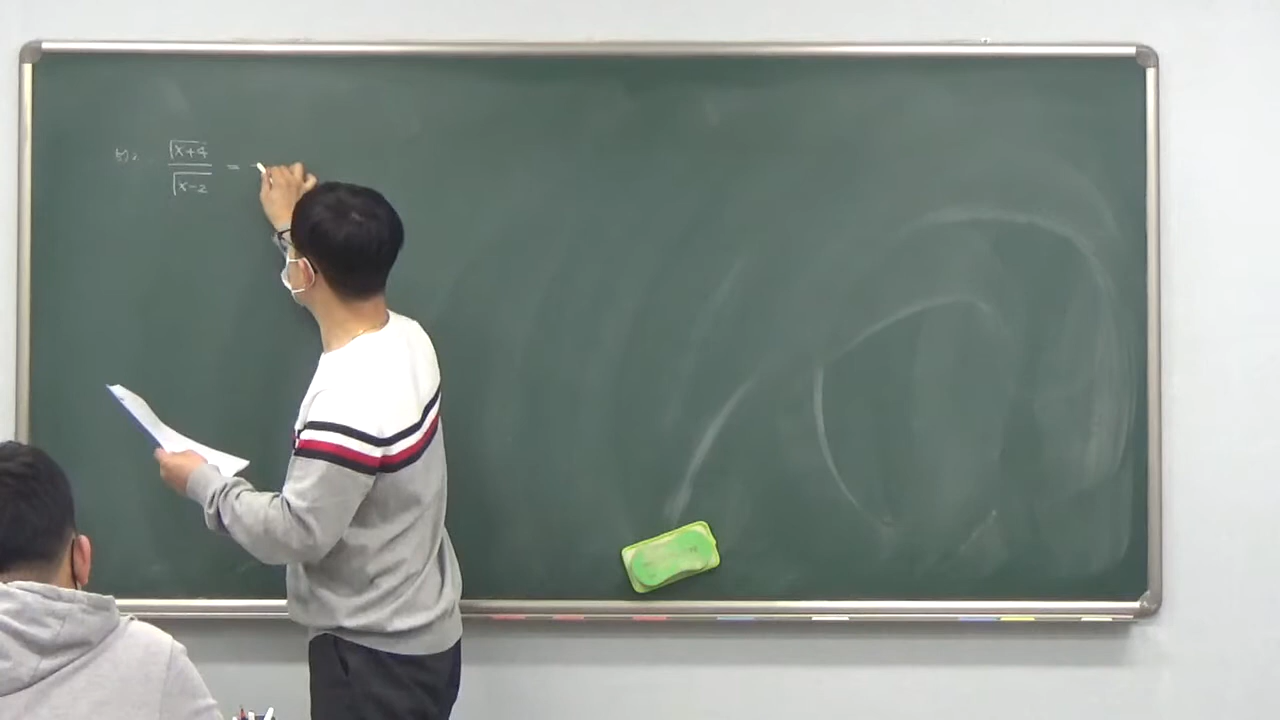 √(x+4) / √(x-2) =